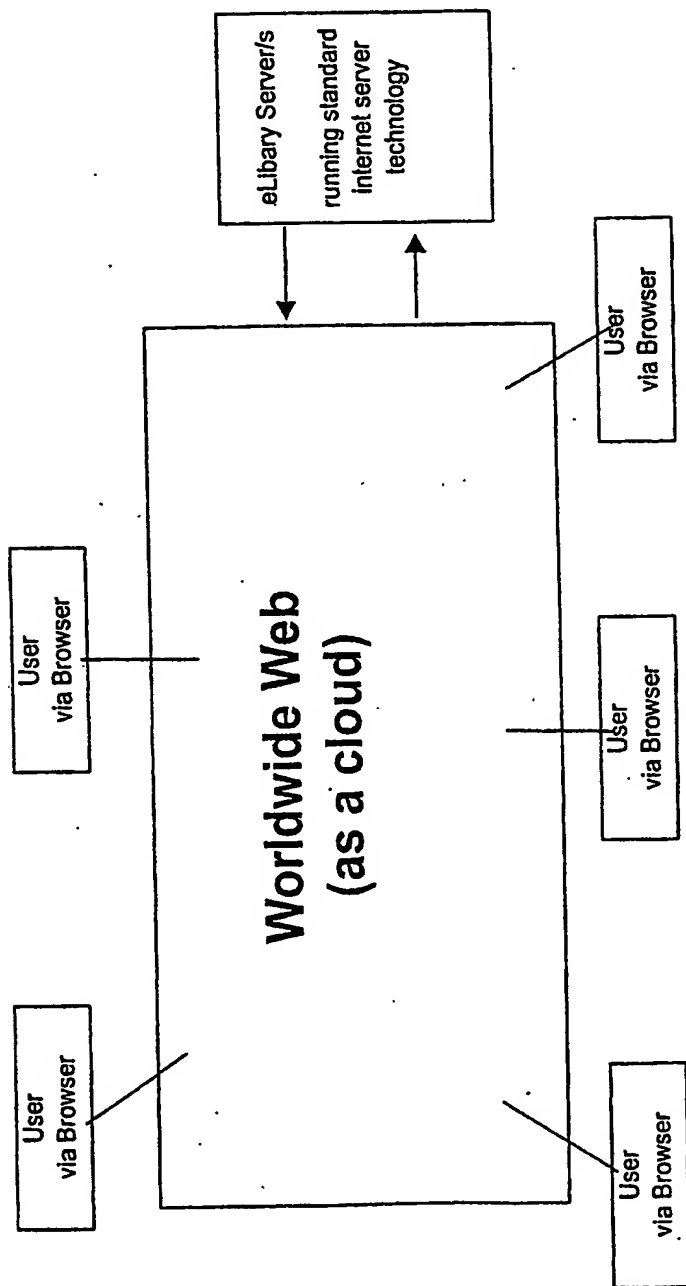 User
via Browser
User
via Browser
Worldwide Web
(as a cloud)
eLibary Server/s
running standard
internet server
technology
User
via Browser
User
via Browser
User
via Browser